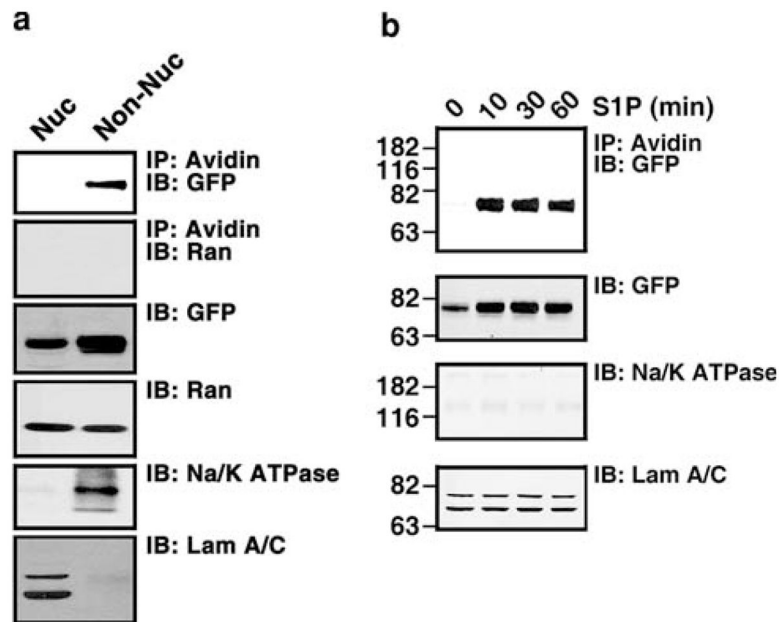 a
Nuc Non-Nuc
IP: Avidin
IB: GFP
IP: Avidin
IB: Ran
IB: GFP
IB: Ran
IB: Na/K ATPase
IB: Lam A/C
b
0 10 30 60 S1P (min)
IP: Avidin
IB: GFP
182
116
82
63
IB: GFP
82
63
IB: Na/K ATPase
182
116
IB: Lam A/C
82
63